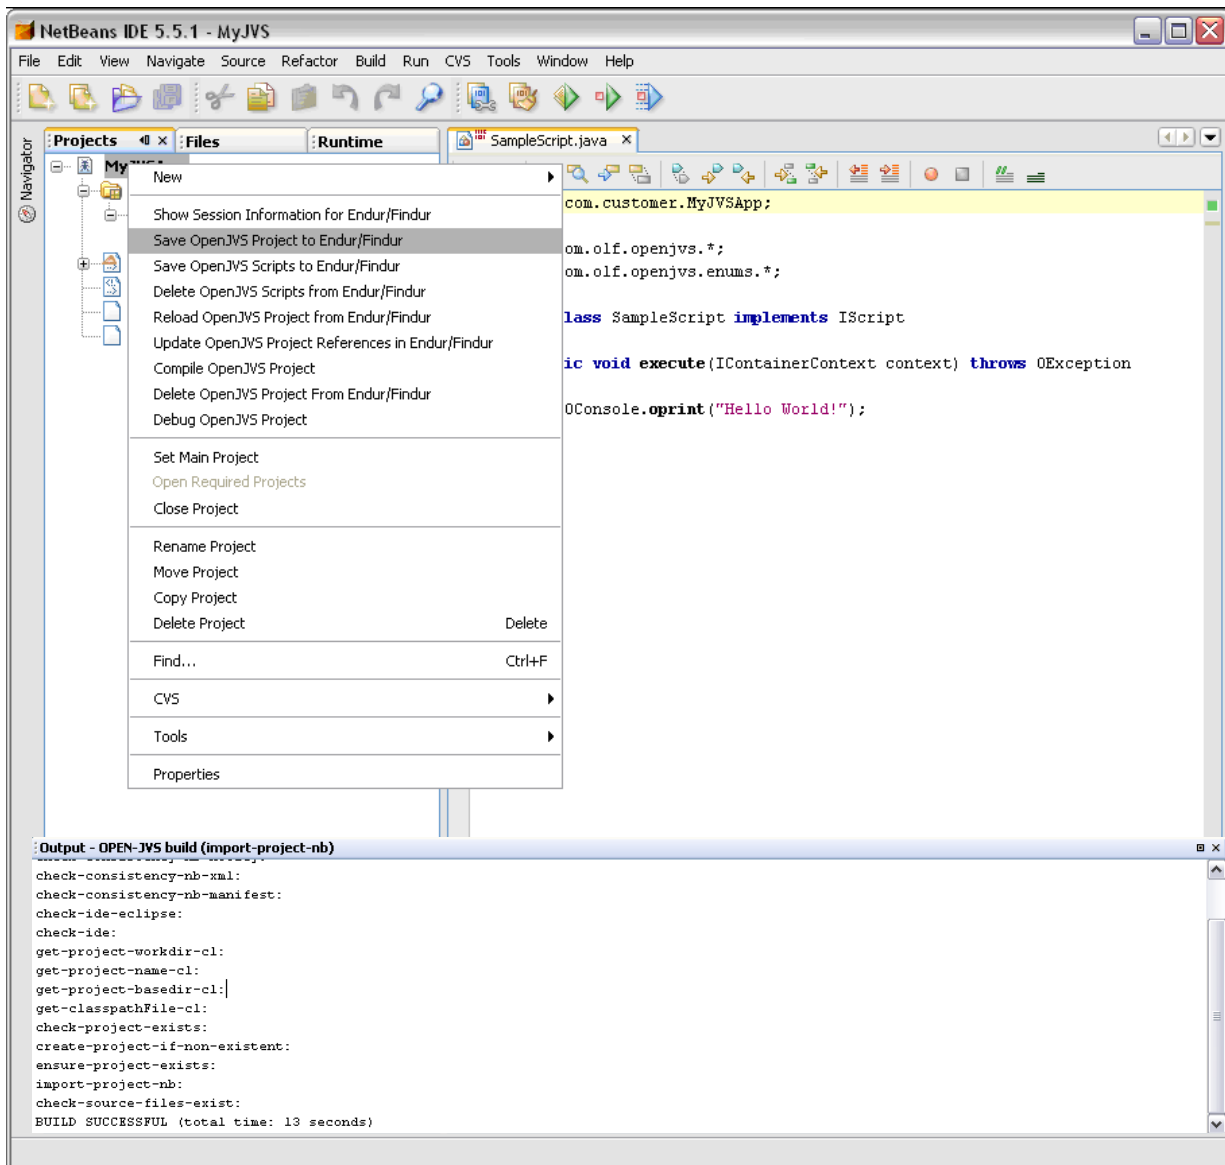 NetBeans IDE 5.5.1 - MyJVS
File Edit View Navigate Source Refactor Build Run CVS Tools Window Help
Navigator
Projects Files Runtime
SampleScript.java
New
Show Session Information for Endur/Findur
Save OpenJVS Project to Endur/Findur
Save OpenJVS Scripts to Endur/Findur
Delete OpenJVS Scripts from Endur/Findur
Reload OpenJVS Project from Endur/Findur
Update OpenJVS Project References in Endur/Findur
Compile OpenJVS Project
Delete OpenJVS Project From Endur/Findur
Debug OpenJVS Project
Set Main Project
Open Required Projects
Close Project
Rename Project
Move Project
Copy Project
Delete Project Delete
Find... Ctrl+F
CVS
Tools
Properties
com.customer.MyJVSApp;
om.olf.openjvs.*;
om.olf.openjvs.enums.*;
lass SampleScript implements IScript
ic void execute(IContainerContext context) throws OException
OConsole.oprint("Hello World!");
Output - OPEN-JVS build (import-project-nb)
check-consistency-nb-xml:
check-consistency-nb-manifest:
check-ide-eclipse:
check-ide:
get-project-workdir-cl:
get-project-name-cl:
get-project-basedir-cl:
get-classpathFile-cl:
check-project-exists:
create-project-if-non-existent:
ensure-project-exists:
import-project-nb:
check-source-files-exist:
BUILD SUCCESSFUL (total time: 13 seconds)